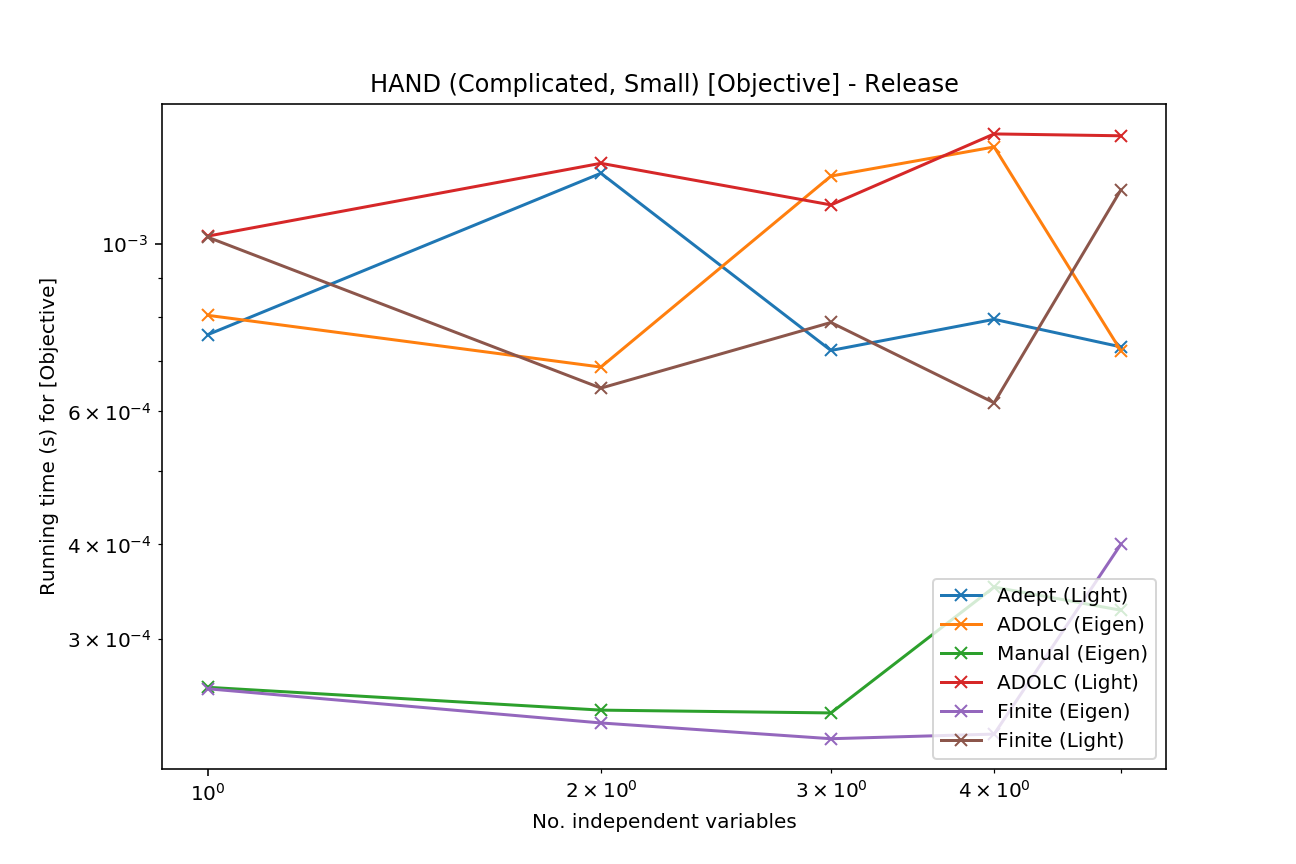 HAND (Complicated, Small) [Objective] - Release
Running time (s) for [Objective]
10⁻³
6 × 10⁻⁴
4 × 10⁻⁴
3 × 10⁻⁴
Adept (Light)
ADOLC (Eigen)
Manual (Eigen)
ADOLC (Light)
Finite (Eigen)
Finite (Light)
10⁰
2 × 10⁰
3 × 10⁰
4 × 10⁰
No. independent variables